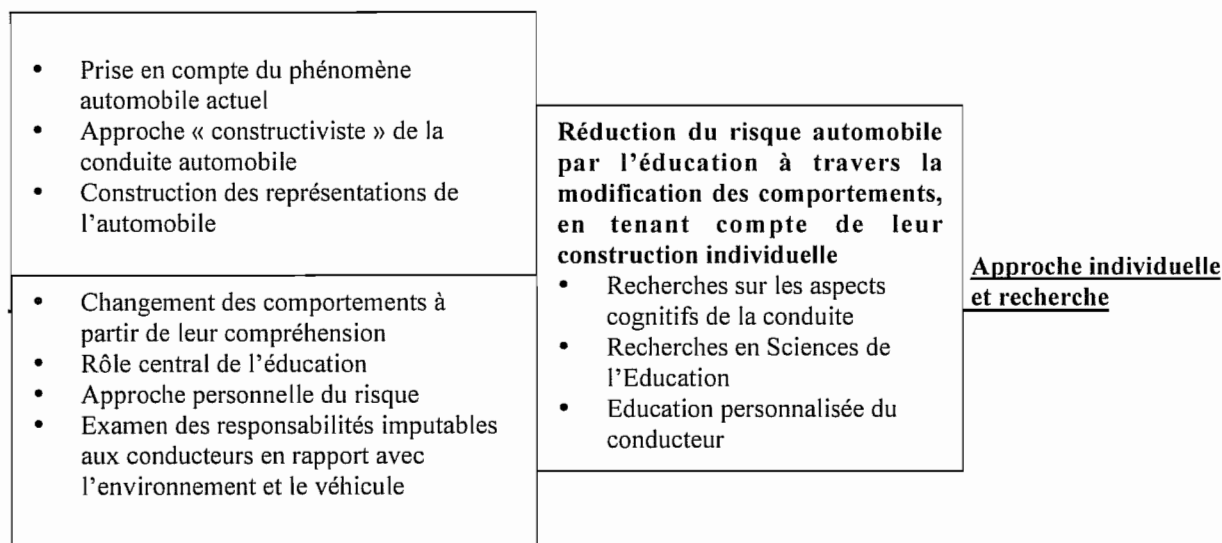 • Prise en compte du phénomène
automobile actuel
• Approche « constructiviste » de la
conduite automobile
• Construction des représentations de
l'automobile
• Changement des comportements à
partir de leur compréhension
• Rôle central de l'éducation
• Approche personnelle du risque
• Examen des responsabilités imputables
aux conducteurs en rapport avec
l'environnement et le véhicule
Réduction du risque automobile
par l'éducation à travers la
modification des comportements,
en tenant compte de leur
construction individuelle
• Recherches sur les aspects
cognitifs de la conduite
• Recherches en Sciences de
l'Education
• Education personnalisée du
conducteur
Approche individuelle
et recherche